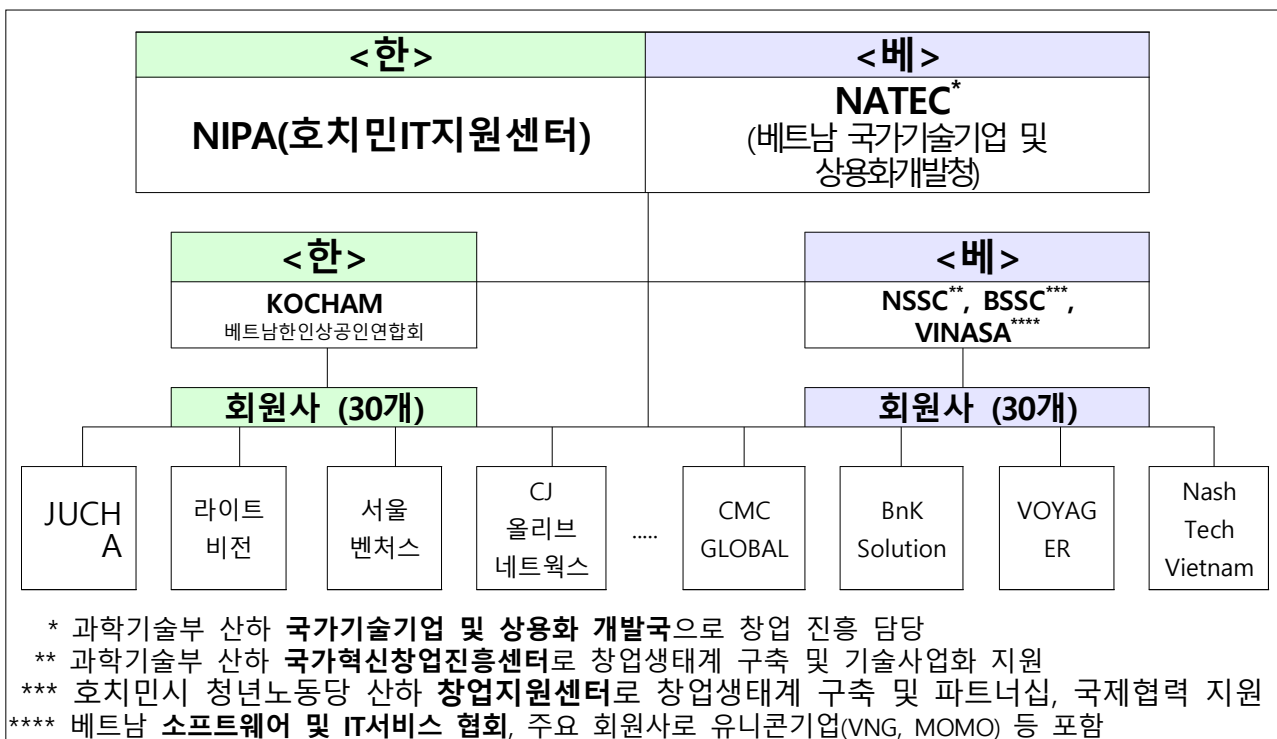 <한> <베>
NIPA(호치민IT지원센터)
NATEC*
(베트남 국가기술기업 및
상용화개발청)
<한>
KOCHAM
베트남한인상공인연합회
<베>
NSSC**, BSSC***,
VINASA****
회원사 (30개) 회원사 (30개)
JUCH
A
라이트
비전
서울
벤처스
CJ
올리브
네트웍스
.....
CMC
GLOBAL
BnK
Solution
VOYAG
ER
Nash
Tech
Vietnam
* 과학기술부 산하 국가기술기업 및 상용화 개발국으로 창업 진흥 담당
** 과학기술부 산하 국가혁신창업진흥센터로 창업생태계 구축 및 기술사업화 지원
*** 호치민시 청년노동당 산하 창업지원센터로 창업생태계 구축 및 파트너십, 국제협력 지원
**** 베트남 소프트웨어 및 IT서비스 협회, 주요 회원사로 유니콘기업(VNG, MOMO) 등 포함